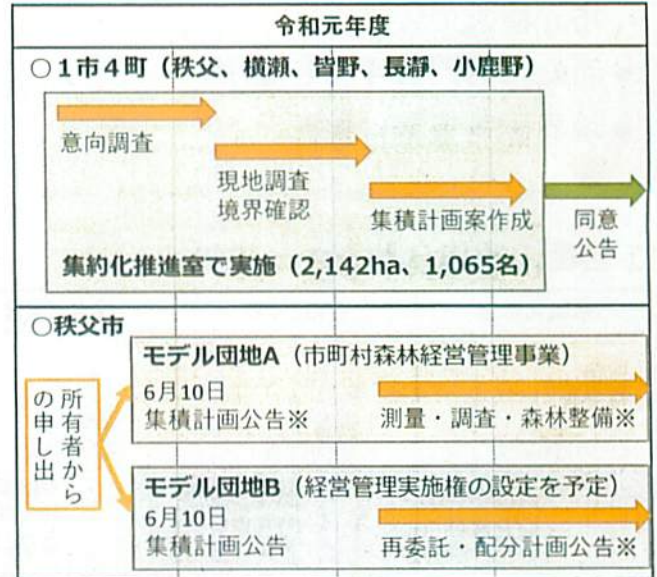 令和元年度
○1市4町（秩父、横瀬、皆野、長瀞、小鹿野）
意向調査
現地調査
境界確認
集積計画案作成
同意
公告
集約化推進室で実施（2,142ha、1,065名）
○秩父市
所有者から
の申し出
モデル団地A（市町村森林経営管理事業）
6月10日
集積計画公告※
測量・調査・森林整備※
モデル団地B（経営管理実施権の設定を予定）
6月10日
集積計画公告
再委託・配分計画公告※